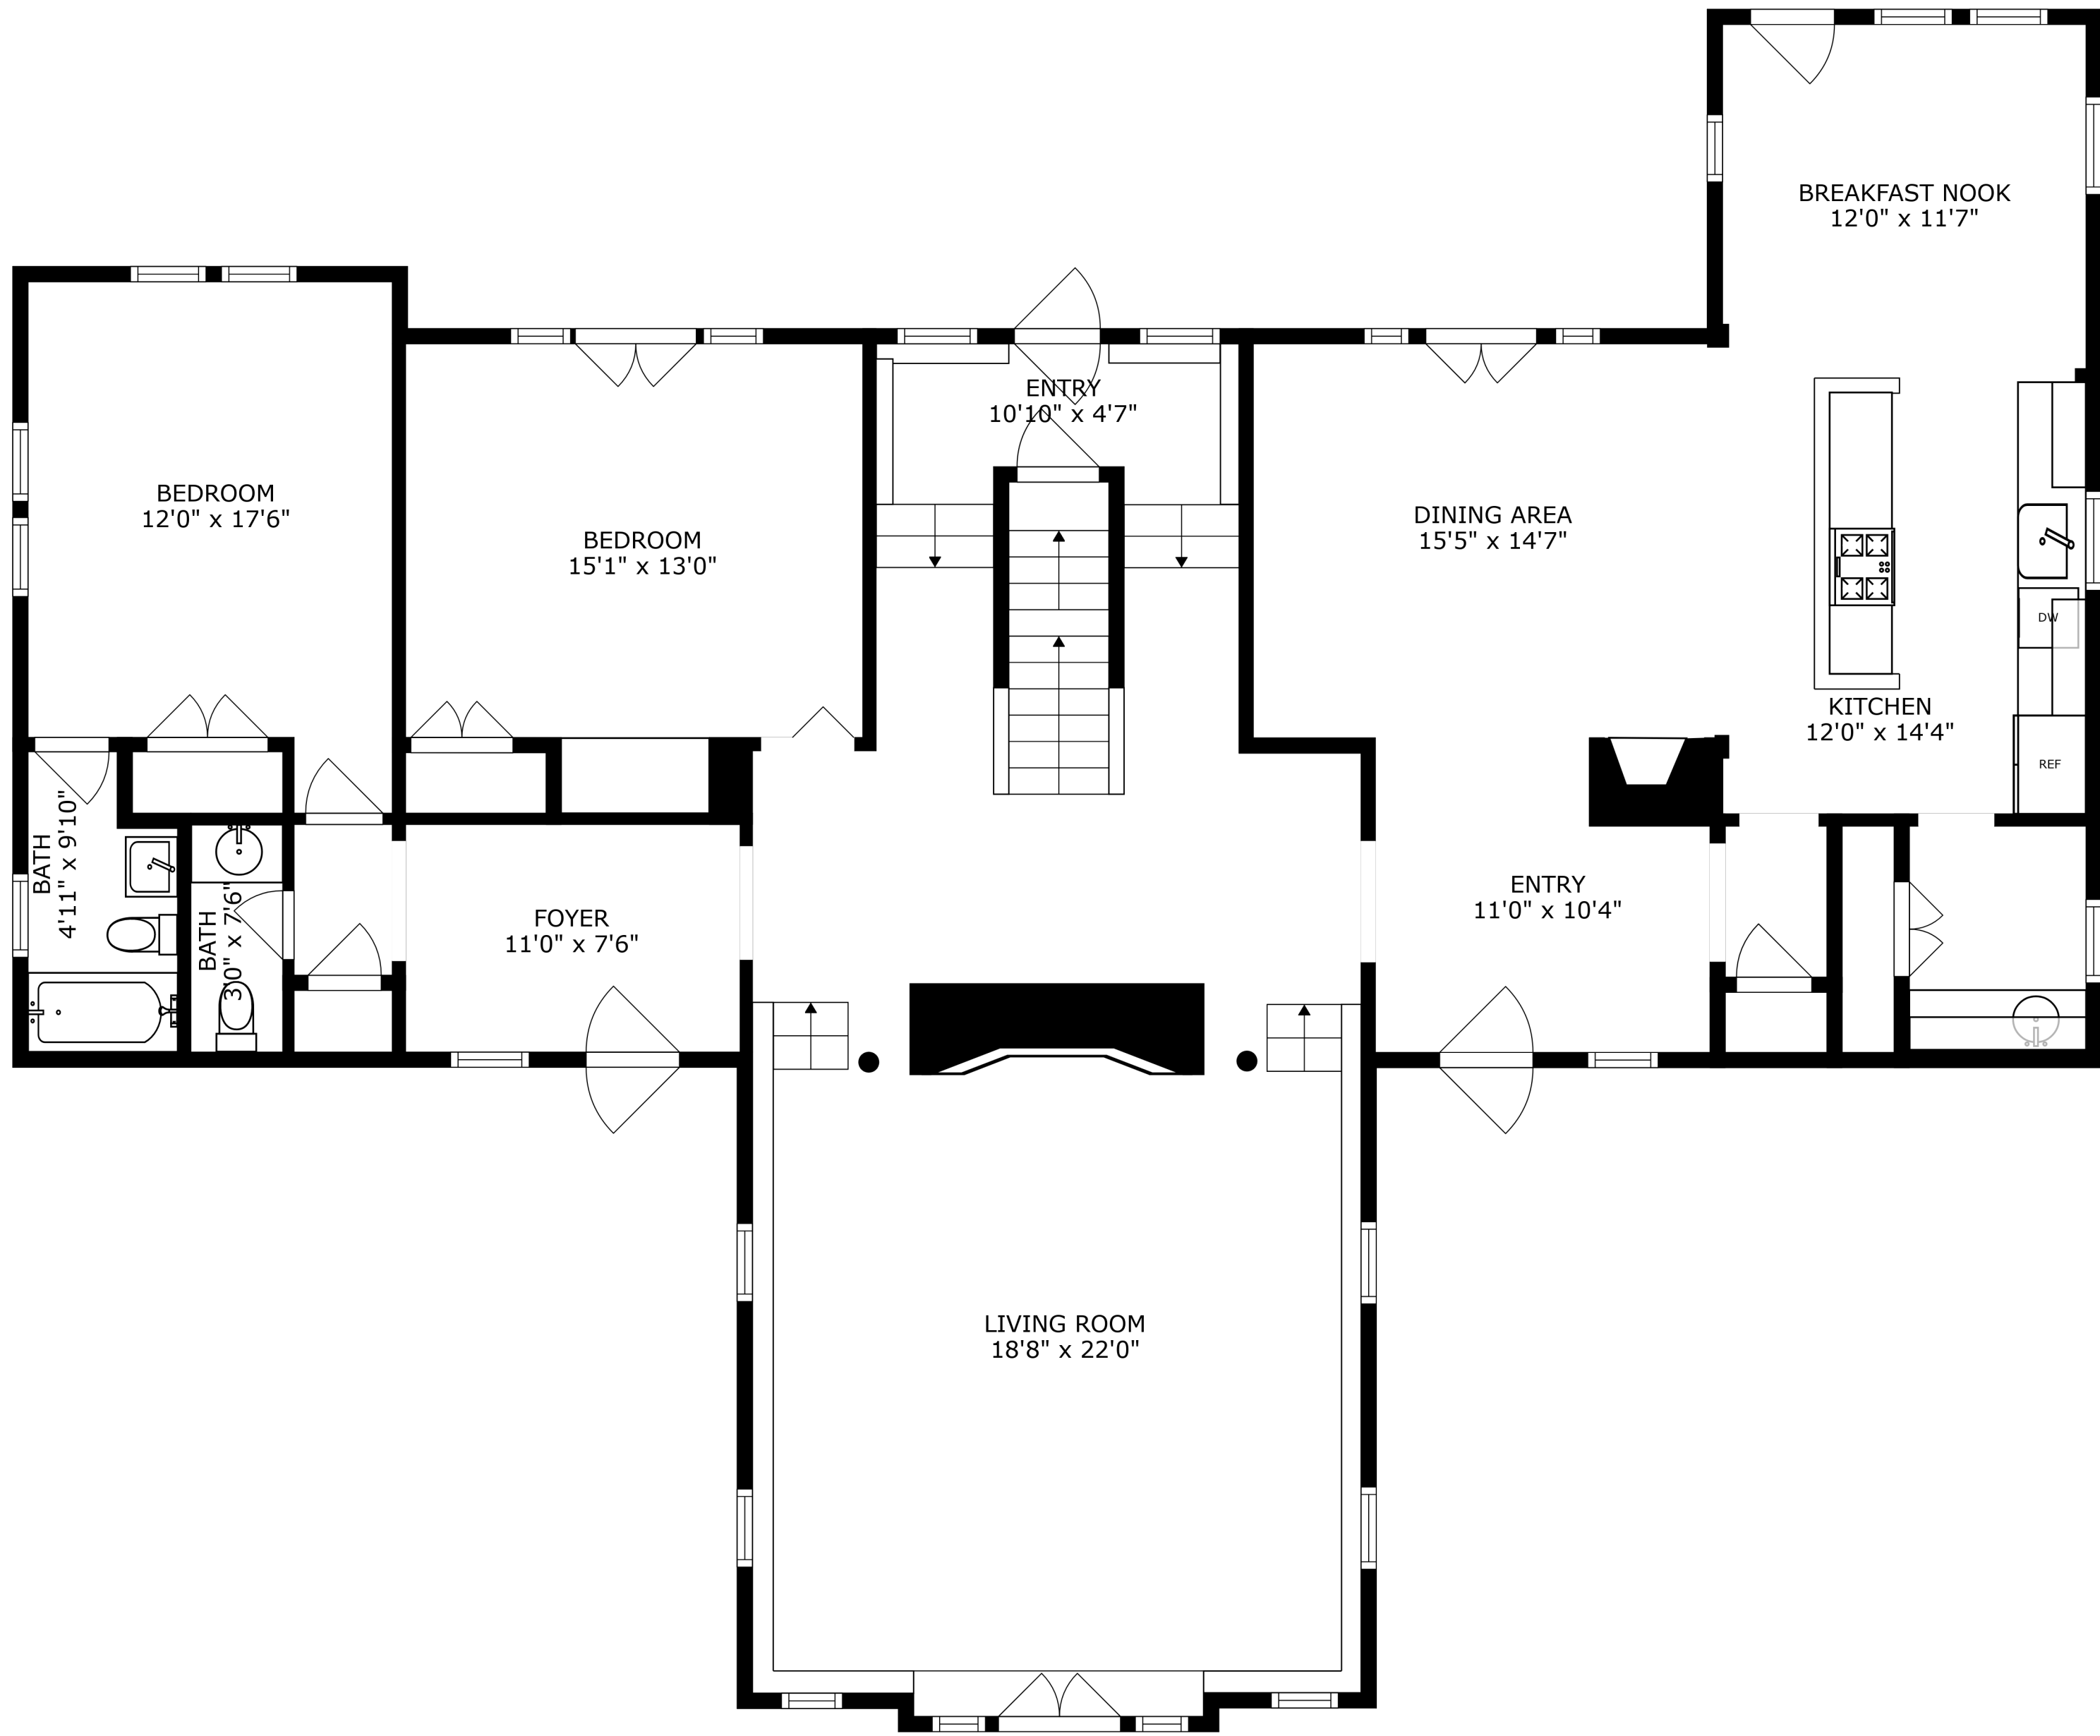 BREAKFAST NOOK
12'0" x 11'7"
ENTRY
10'10" x 4'7"
BEDROOM
12'0" x 17'6"
BEDROOM
15'1" x 13'0"
DINING AREA
15'5" x 14'7"
DW
KITCHEN
12'0" x 14'4"
REF
BATH
4'11" x 9'10"
BATH
3'0" x 7'6"
FOYER
11'0" x 7'6"
ENTRY
11'0" x 10'4"
LIVING ROOM
18'8" x 22'0"